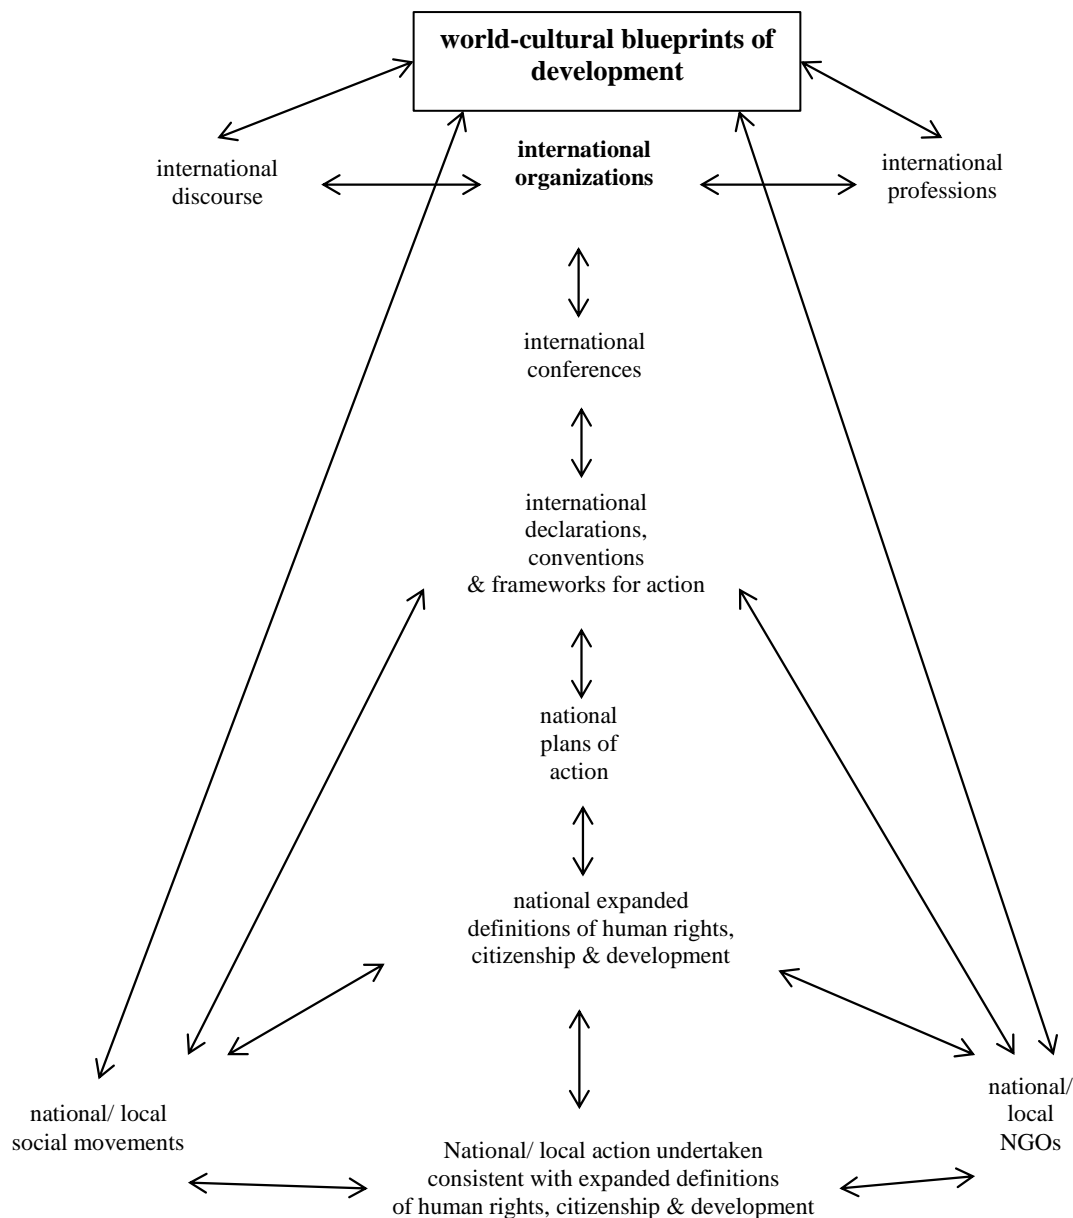 world-cultural blueprints of
development
international
organizations
international
discourse
international
professions
international
conferences
international
declarations,
conventions
& frameworks for action
national
plans of
action
national expanded
definitions of human rights,
citizenship & development
national/ local
social movements
national/
local
NGOs
National/ local action undertaken
consistent with expanded definitions
of human rights, citizenship & development